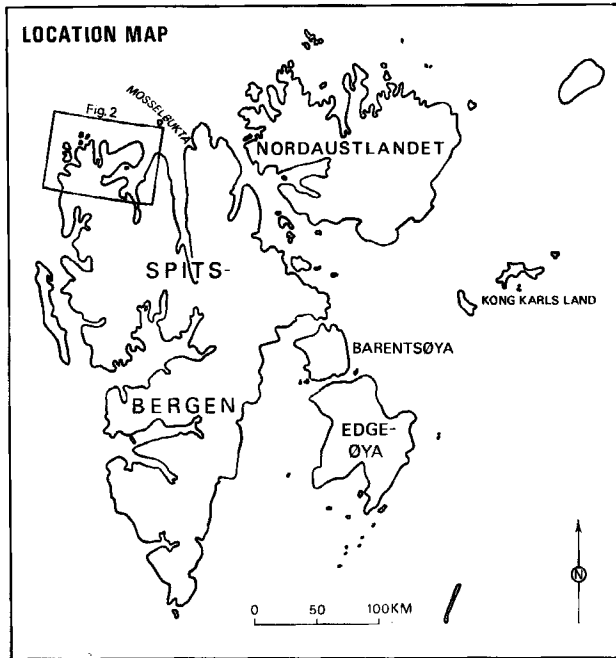 LOCATION MAP
MOSSELBUKTA
Fig. 2
NORDAUSTLANDET
SPITS-
KONG KARLS LAND
BARENTSØYA
BERGEN
EDGE-
ØYA
N
0 50 100KM